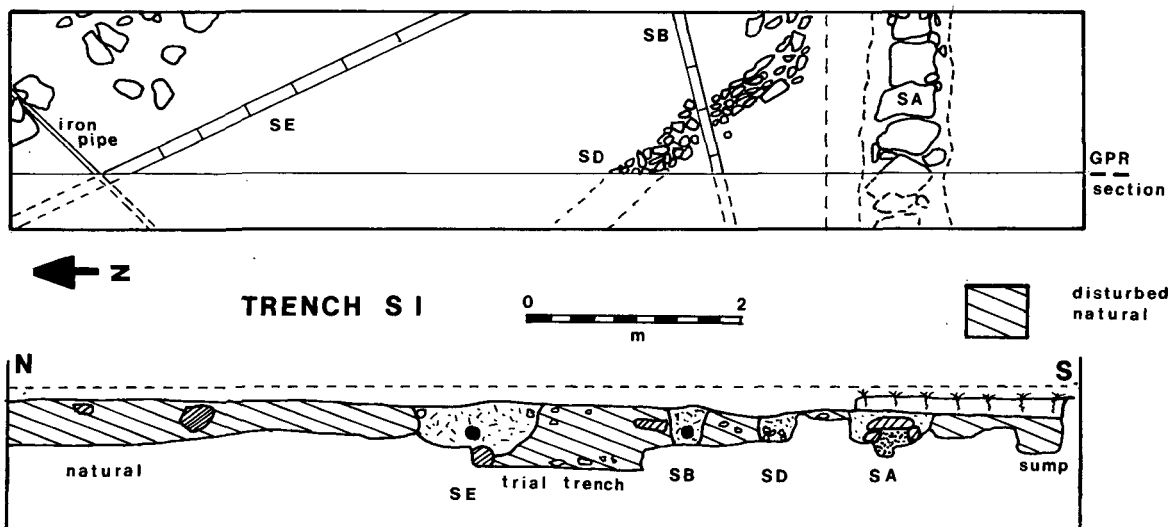 SB
SA
iron
pipe
SE
SD
GPR
section
N
TRENCH S I
0 2
m
disturbed
natural
N S
natural
SE
trial trench
SB
SD
SA
sump